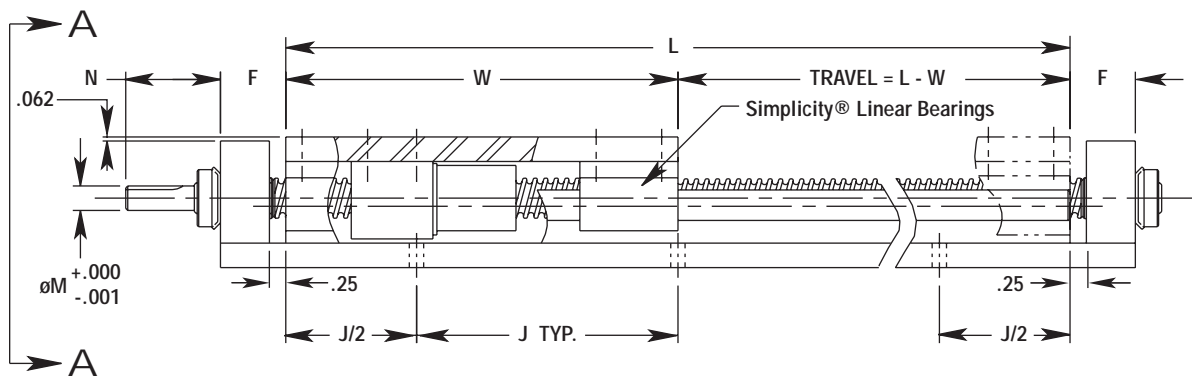 A
L
N
F
W
TRAVEL = L - W
F
.062
Simplicity® Linear Bearings
øM +.000
-.001
.25
.25
J/2
J TYP.
J/2
A